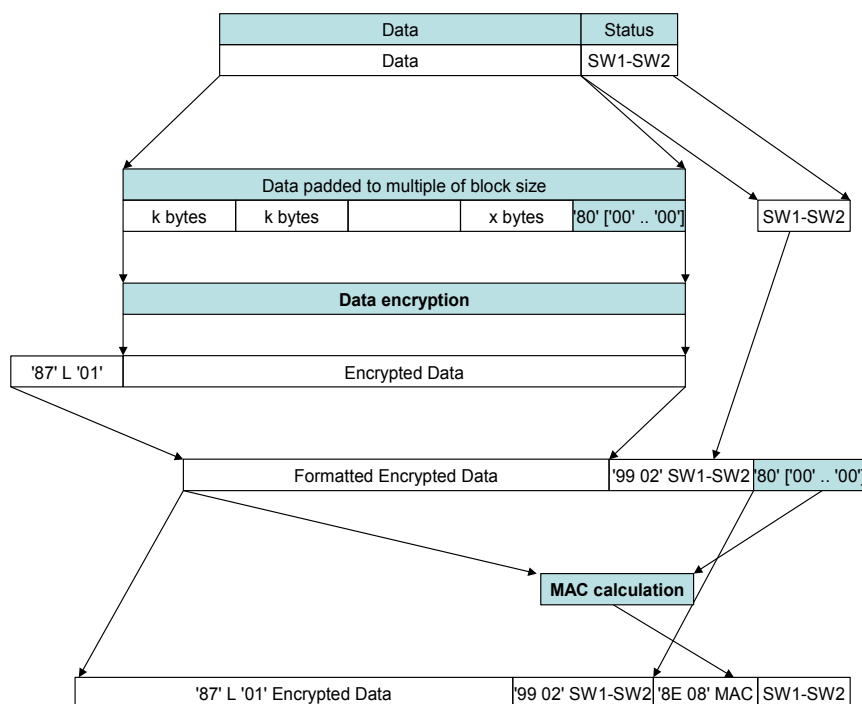 Data Status
Data SW1-SW2
Data padded to multiple of block size
k bytes k bytes x bytes '80' ['00' .. '00'] SW1-SW2
Data encryption
'87' L '01' Encrypted Data
Formatted Encrypted Data '99 02' SW1-SW2 '80' ['00' .. '00']
MAC calculation
'87' L '01' Encrypted Data '99 02' SW1-SW2 '8E 08' MAC SW1-SW2